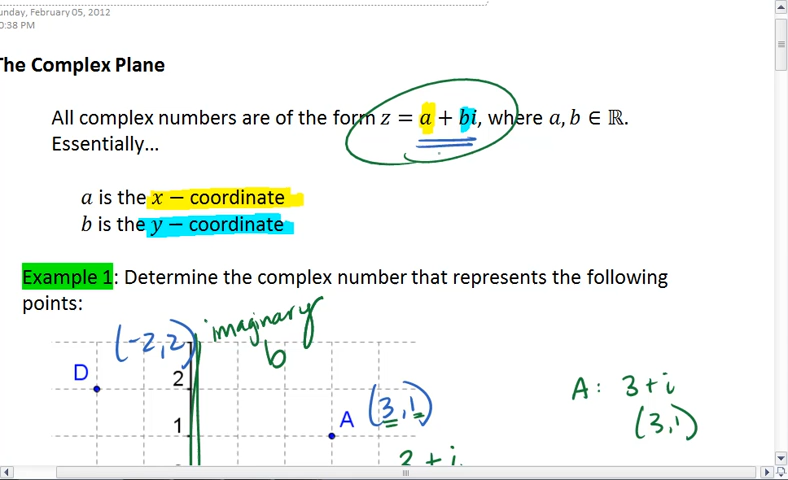 unday, February 05, 2012
0:38 PM
The Complex Plane
All complex numbers are of the form z = a + bi, where a, b ∈ ℝ.
Essentially...
a is the x − coordinate
b is the y − coordinate
Example 1: Determine the complex number that represents the following
points:
imaginary
b
(-2,2)
D
2
A: 3 + i
(3,1)
(3,1)
A
1
3 + i